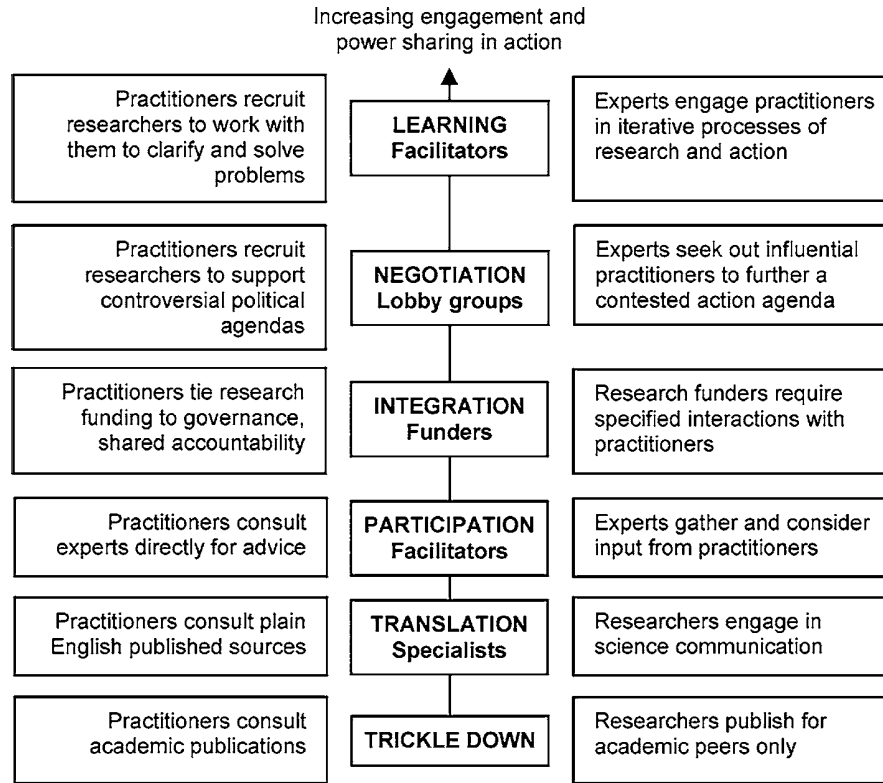 Increasing engagement and
power sharing in action
Practitioners recruit
researchers to work with
them to clarify and solve
problems
LEARNING
Facilitators
Experts engage practitioners
in iterative processes of
research and action
Practitioners recruit
researchers to support
controversial political
agendas
NEGOTIATION
Lobby groups
Experts seek out influential
practitioners to further a
contested action agenda
Practitioners tie research
funding to governance,
shared accountability
INTEGRATION
Funders
Research funders require
specified interactions with
practitioners
Practitioners consult
experts directly for advice
PARTICIPATION
Facilitators
Experts gather and consider
input from practitioners
Practitioners consult plain
English published sources
TRANSLATION
Specialists
Researchers engage in
science communication
Practitioners consult
academic publications
TRICKLE DOWN
Researchers publish for
academic peers only